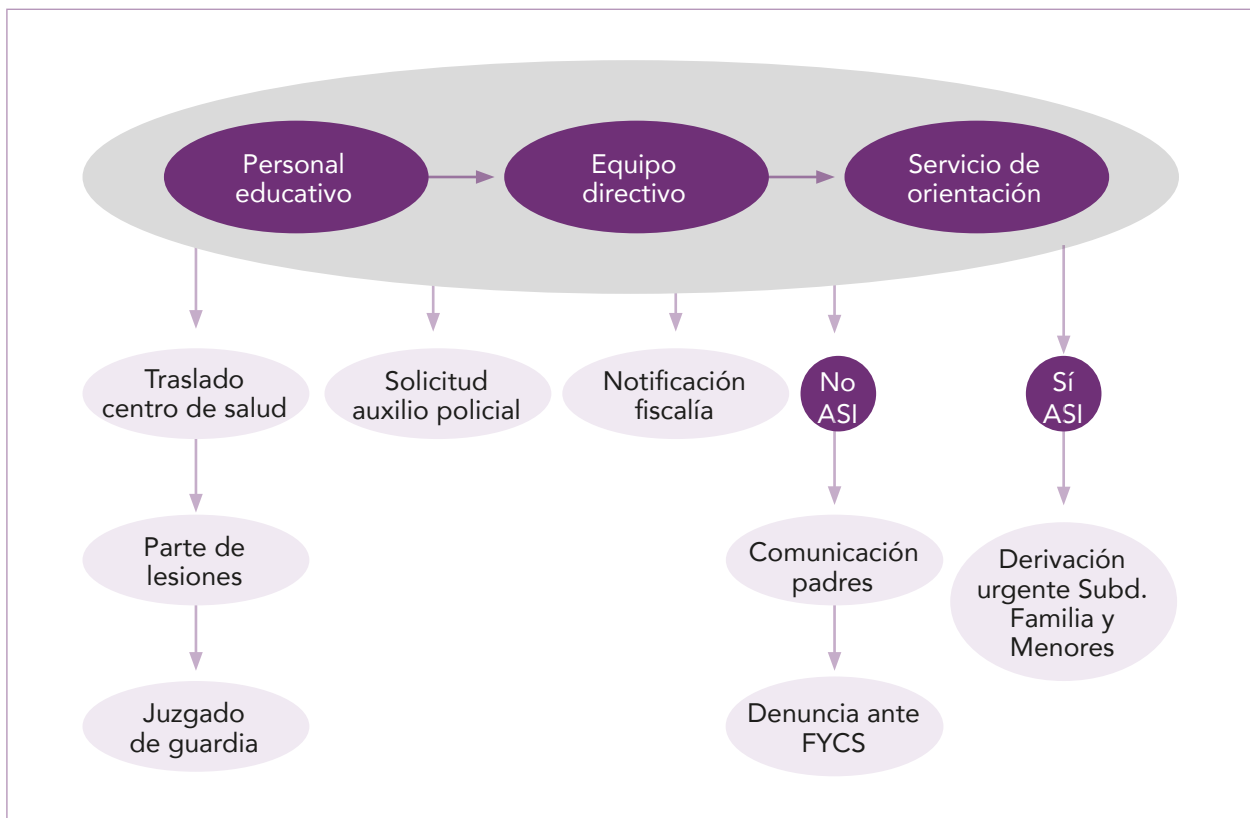 Personal
educativo
Equipo
directivo
Servicio de
orientación
Traslado
centro de salud
Solicitud
auxilio policial
Notificación
fiscalía
No
ASI
Sí
ASI
Parte de
lesiones
Comunicación
padres
Derivación
urgente Subd.
Familia y
Menores
Juzgado
de guardia
Denuncia ante
FYCS